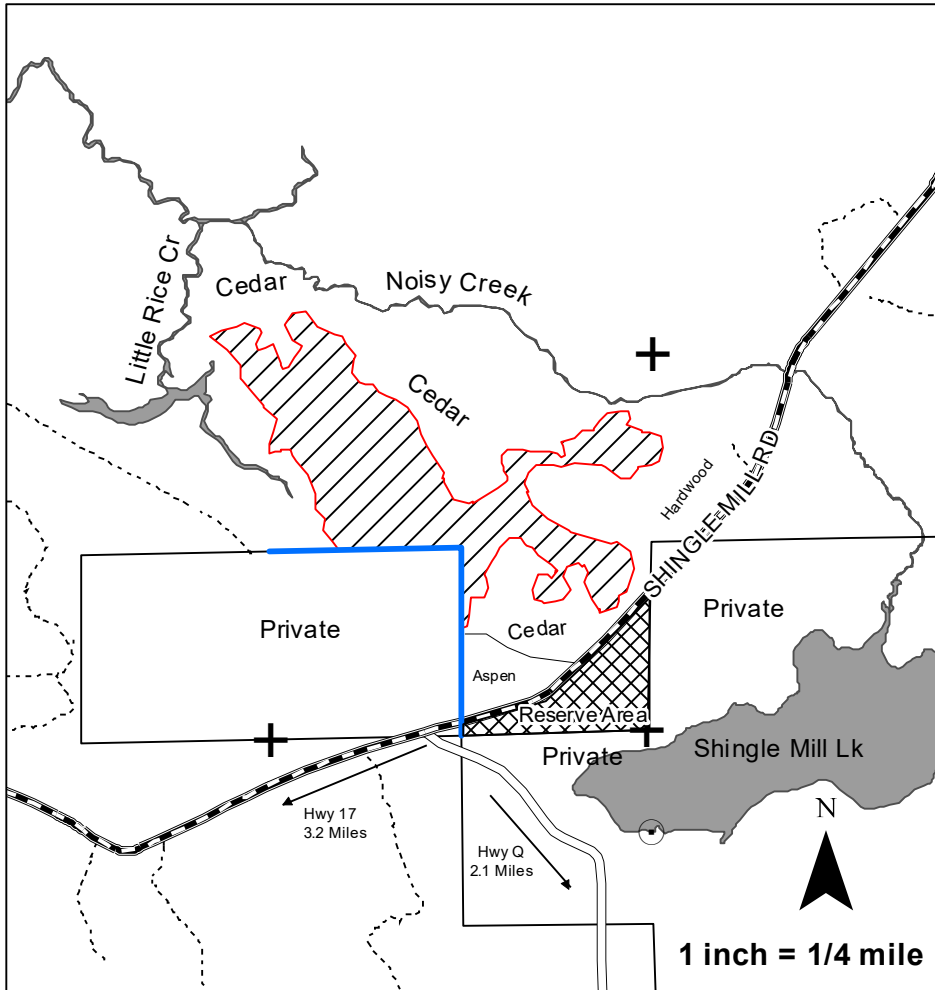 Little Rice Cr
Cedar
Noisy Creek
Cedar
Hardwood
SHINGLE MILL RD
Private
Private
Cedar
Aspen
Reserve Area
Private
Shingle Mill Lk
Hwy 17
3.2 Miles
Hwy Q
2.1 Miles
N
1 inch = 1/4 mile